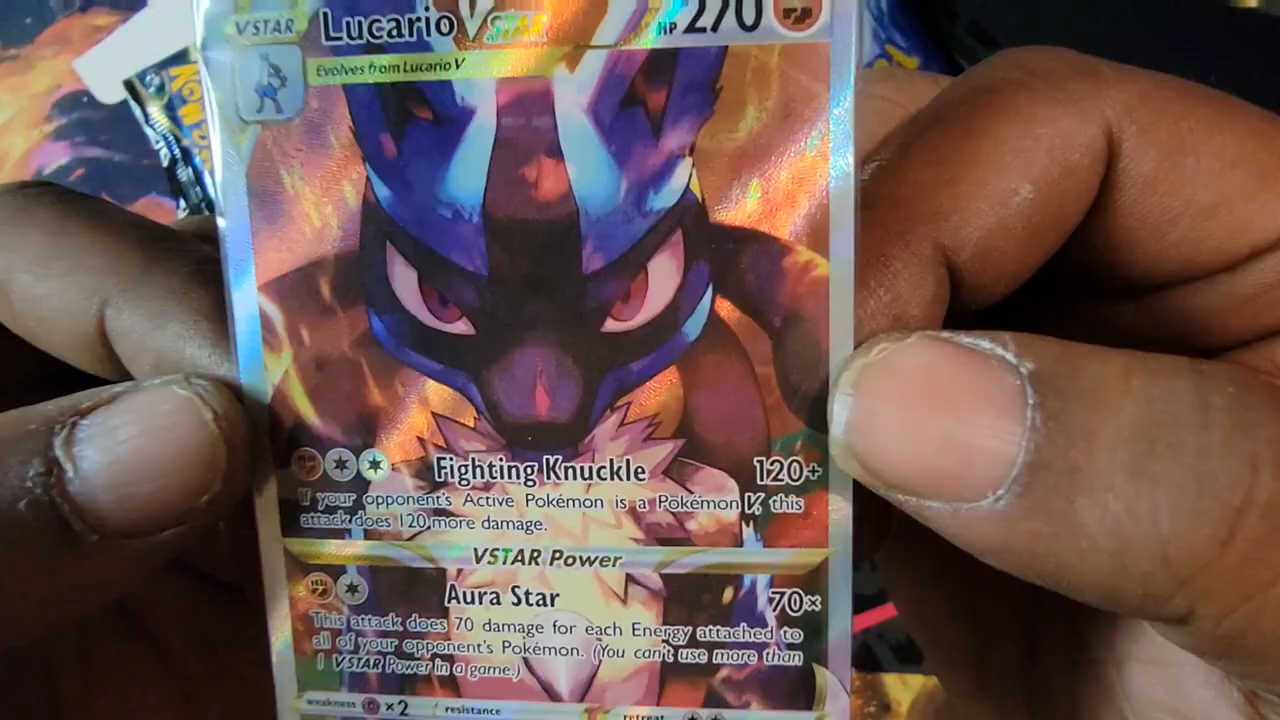 VSTAR Lucario VSTAR HP 270
Evolves from Lucario V
Fighting Knuckle 120+
If your opponent's Active Pokémon is a Pokémon V, this
attack does 120 more damage.
VSTAR Power
Aura Star 70×
This attack does 70 damage for each Energy attached to
all of your opponent's Pokémon. (You can't use more than
1 VSTAR Power in a game.)
weakness ×2 resistance retreat